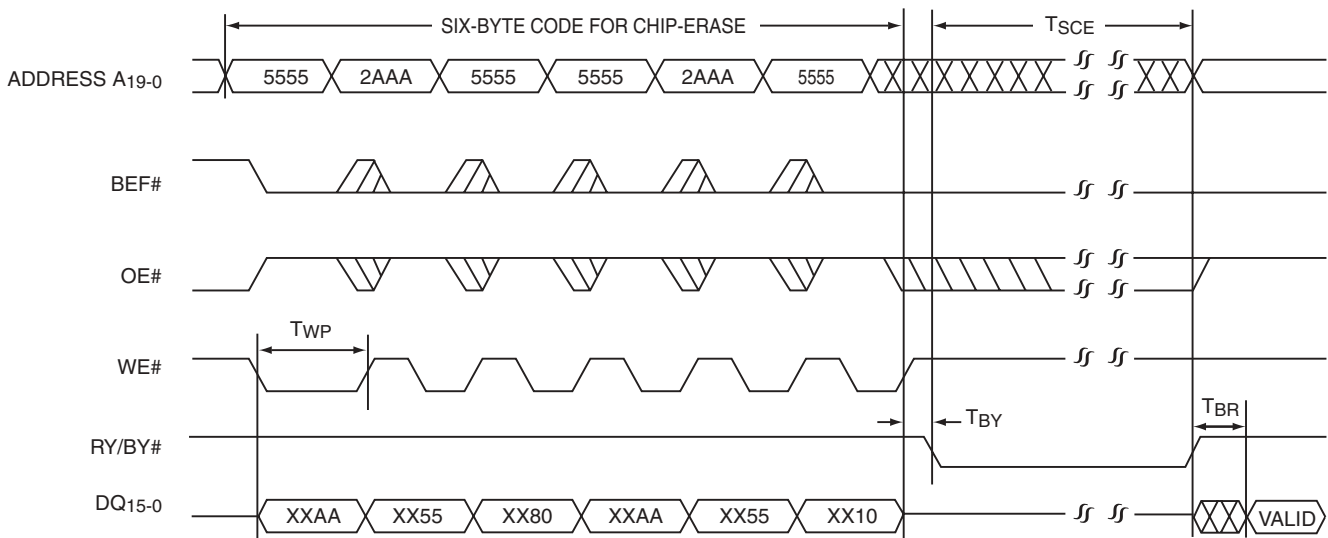 SIX-BYTE CODE FOR CHIP-ERASE TSCE
ADDRESS A19-0 5555 2AAA 5555 5555 2AAA 5555
BEF#
OE#
TWP
WE#
TBY TBR
RY/BY#
DQ15-0 XXAA XX55 XX80 XXAA XX55 XX10 VALID